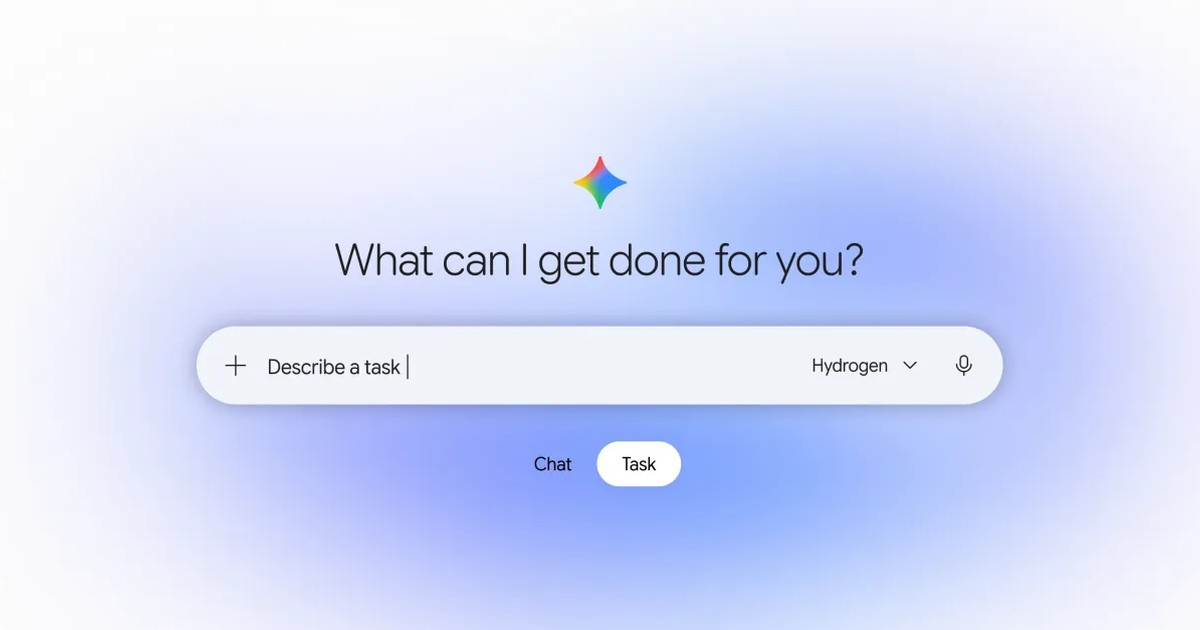 What can I get done for you?
Describe a task
Hydrogen
Chat
Task